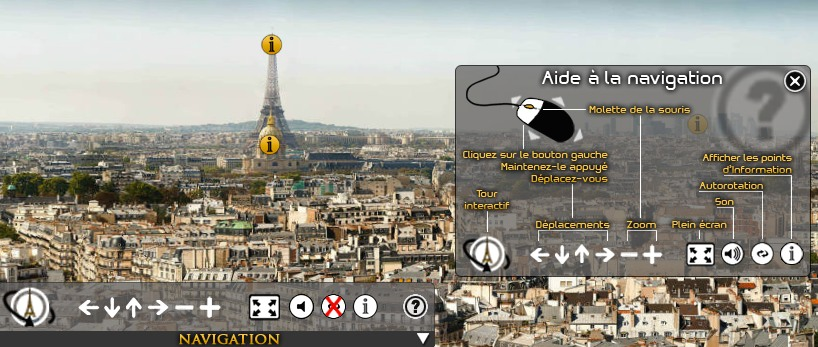 Aide à la navigation
Molette de la souris
Cliquez sur le bouton gauche
Maintenez-le appuyé
Déplacez-vous
Afficher les points
d'Information
Autorotation
Son
Tour
interactif
Déplacements
Zoom
Plein écran
NAVIGATION